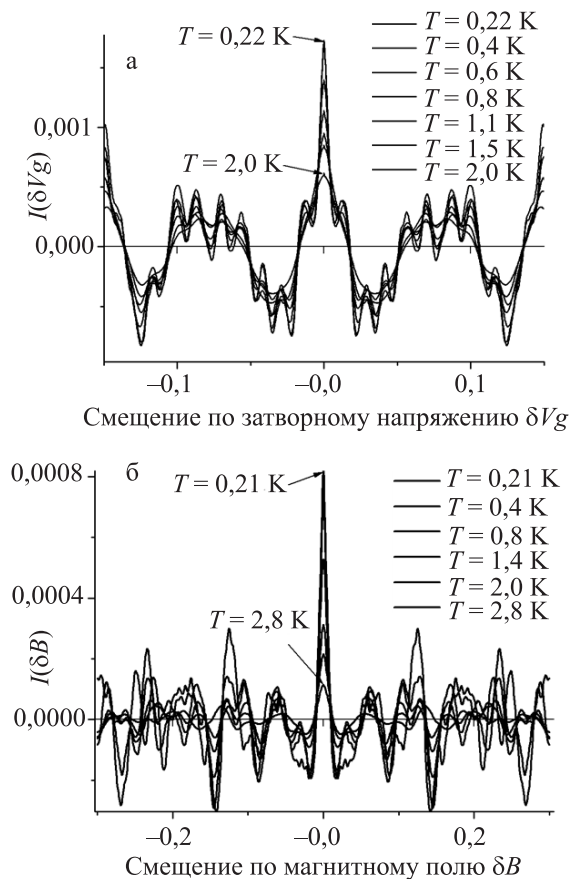 а
T = 0,22 K
T = 2,0 K
T = 0,22 K
T = 0,4 K
T = 0,6 K
T = 0,8 K
T = 1,1 K
T = 1,5 K
T = 2,0 K
I(δVg)
0,001
0,000
–0,1
–0,0
0,1
Смещение по затворному напряжению δVg
б
T = 0,21 K
T = 2,8 K
T = 0,21 K
T = 0,4 K
T = 0,8 K
T = 1,4 K
T = 2,0 K
T = 2,8 K
I(δB)
0,0008
0,0004
0,0000
–0,2
–0,0
0,2
Смещение по магнитному полю δB